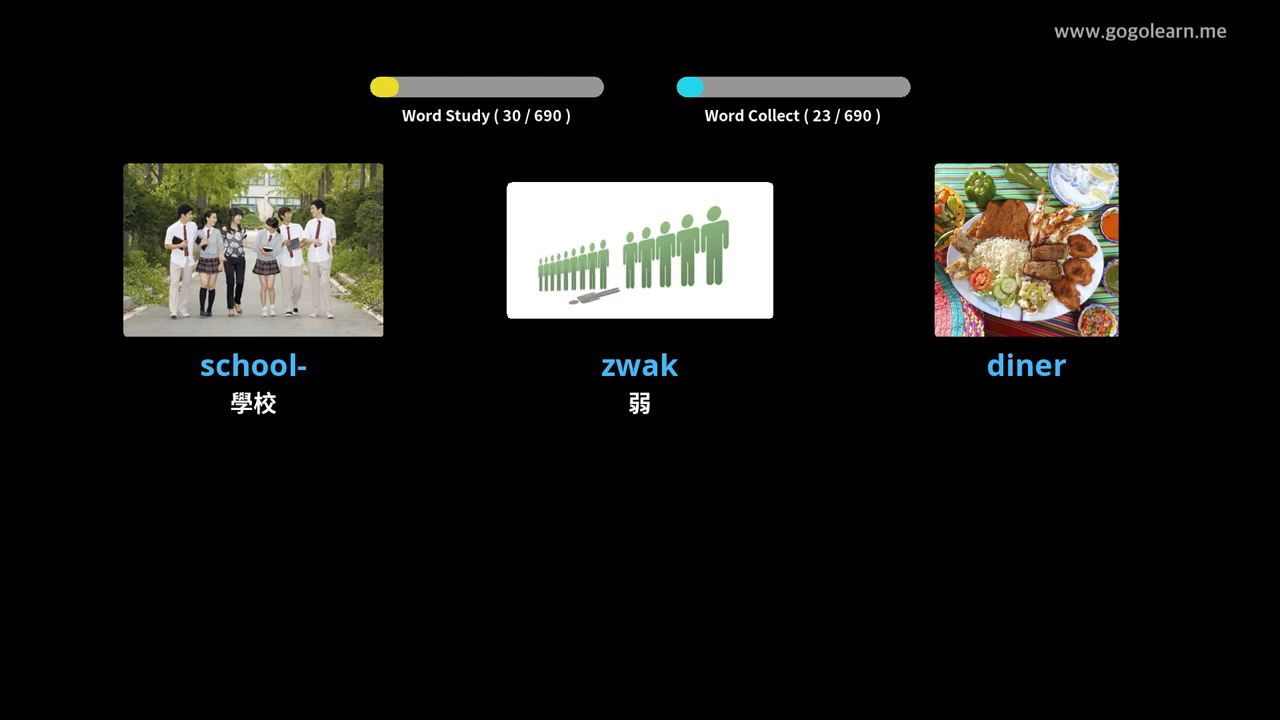 www.gogolearn.me
Word Study ( 30 / 690 )
Word Collect ( 23 / 690 )
school-
學校
zwak
弱
diner